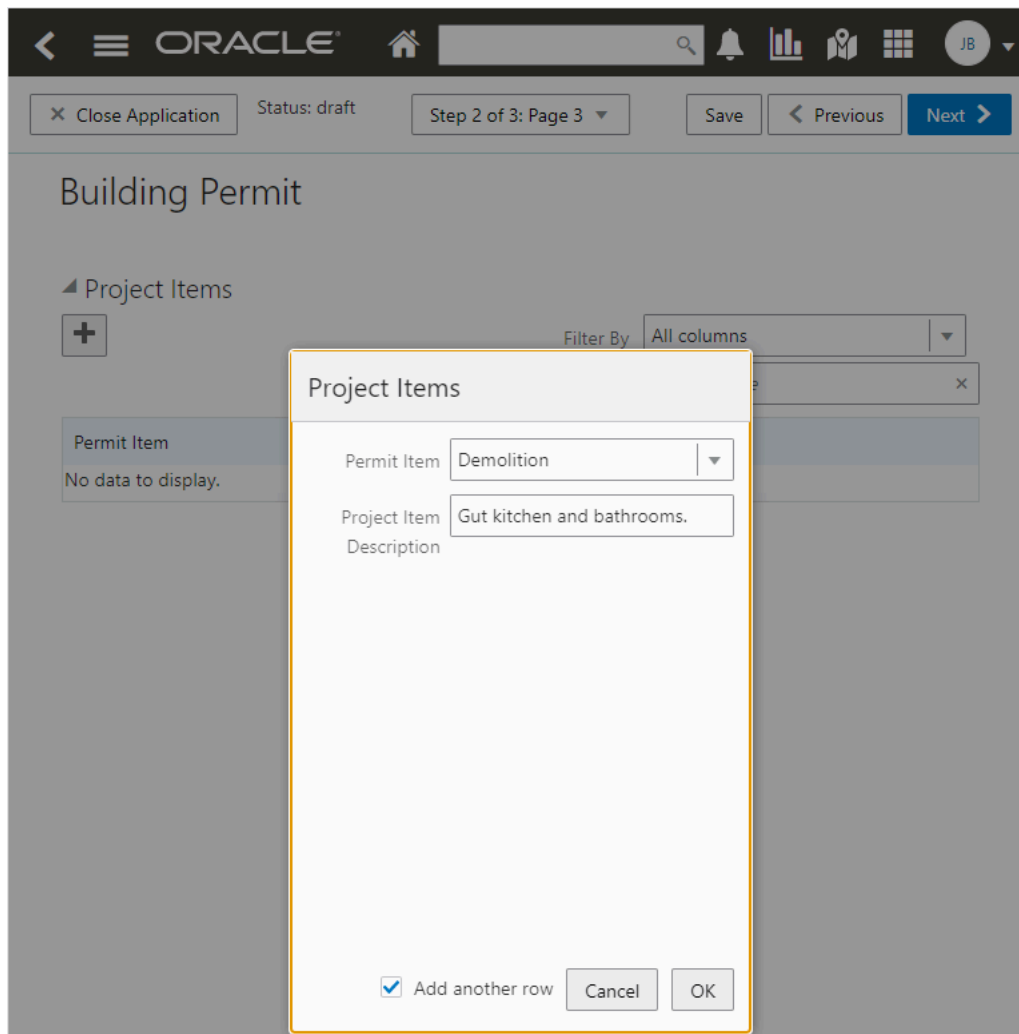 ORACLE
JB
Close Application
Status: draft
Step 2 of 3: Page 3
Save
Previous
Next
Building Permit
Project Items
Filter By
All columns
Permit Item
No data to display.
Project Items
Permit Item
Demolition
Project Item
Description
Gut kitchen and bathrooms.
Add another row
Cancel
OK